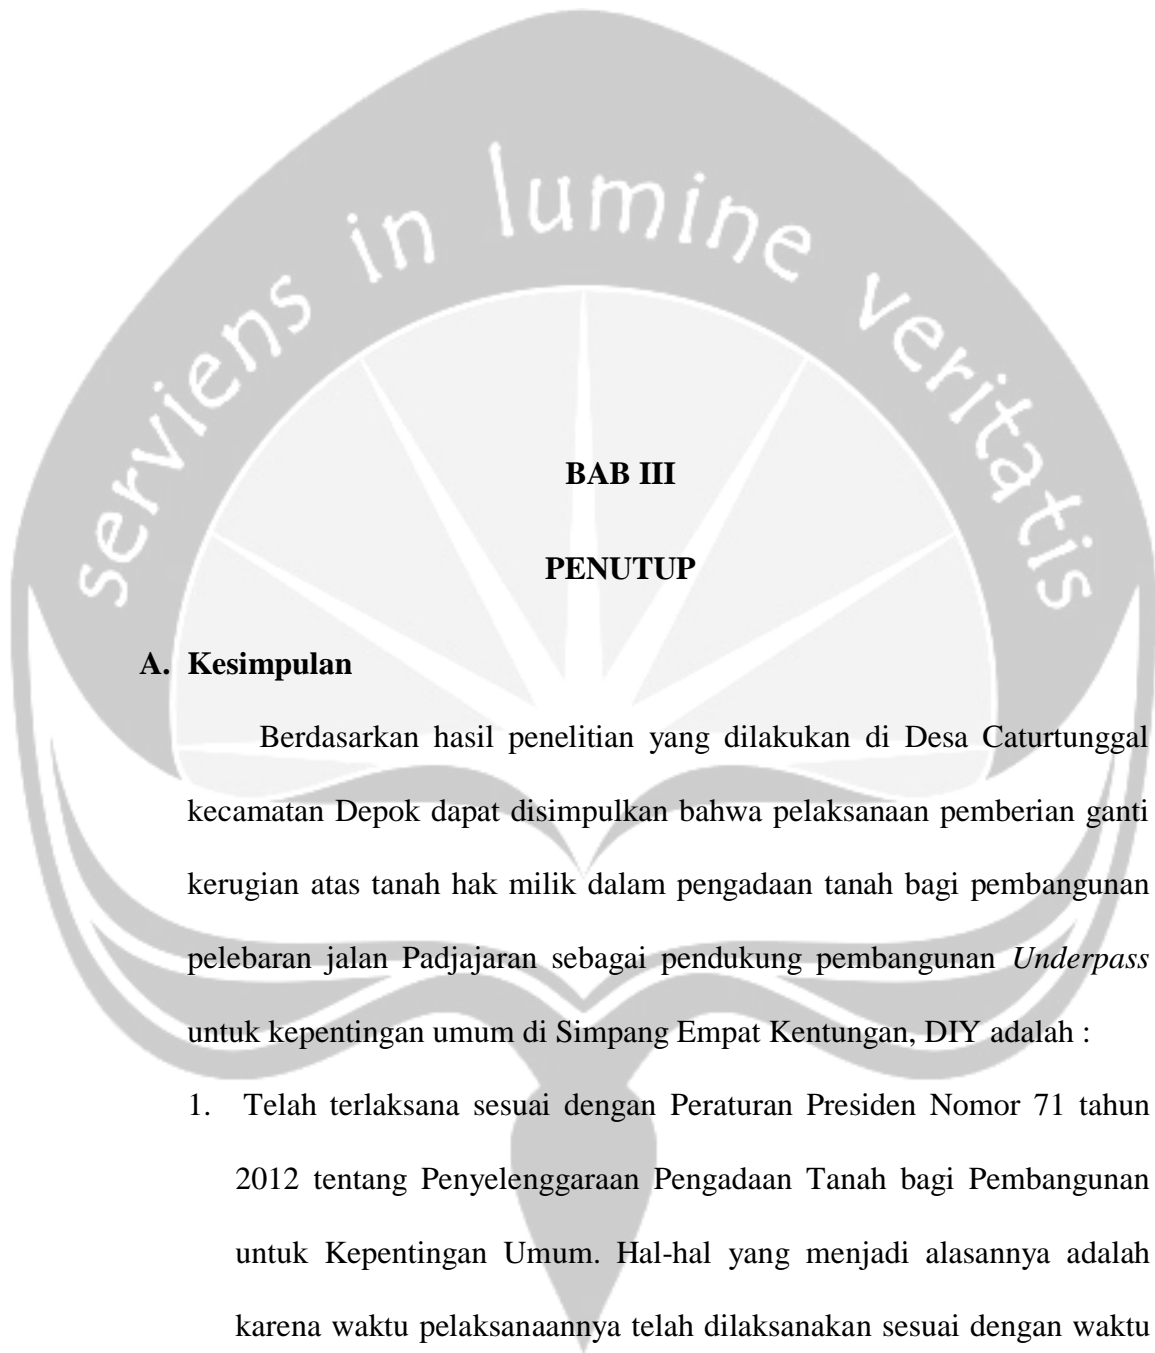 serviens in lumine veritatis
BAB III
PENUTUP
A. Kesimpulan
Berdasarkan hasil penelitian yang dilakukan di Desa Caturtunggal
kecamatan Depok dapat disimpulkan bahwa pelaksanaan pemberian ganti
kerugian atas tanah hak milik dalam pengadaan tanah bagi pembangunan
pelebaran jalan Padjajaran sebagai pendukung pembangunan Underpass
untuk kepentingan umum di Simpang Empat Kentungan, DIY adalah :
1. Telah terlaksana sesuai dengan Peraturan Presiden Nomor 71 tahun
2012 tentang Penyelenggaraan Pengadaan Tanah bagi Pembangunan
untuk Kepentingan Umum. Hal-hal yang menjadi alasannya adalah
karena waktu pelaksanaannya telah dilaksanakan sesuai dengan waktu